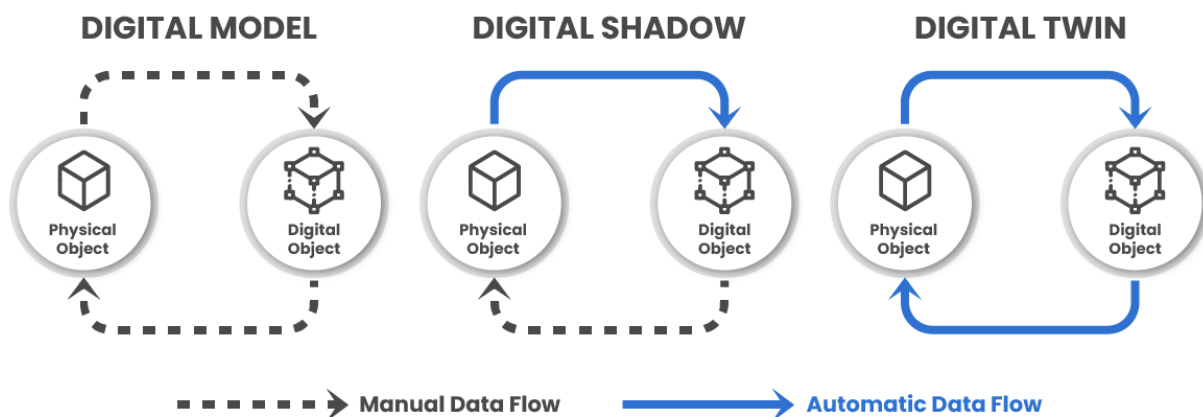 DIGITAL MODEL
DIGITAL SHADOW
DIGITAL TWIN
Physical
Object
Digital
Object
Physical
Object
Digital
Object
Physical
Object
Digital
Object
Manual Data Flow
Automatic Data Flow